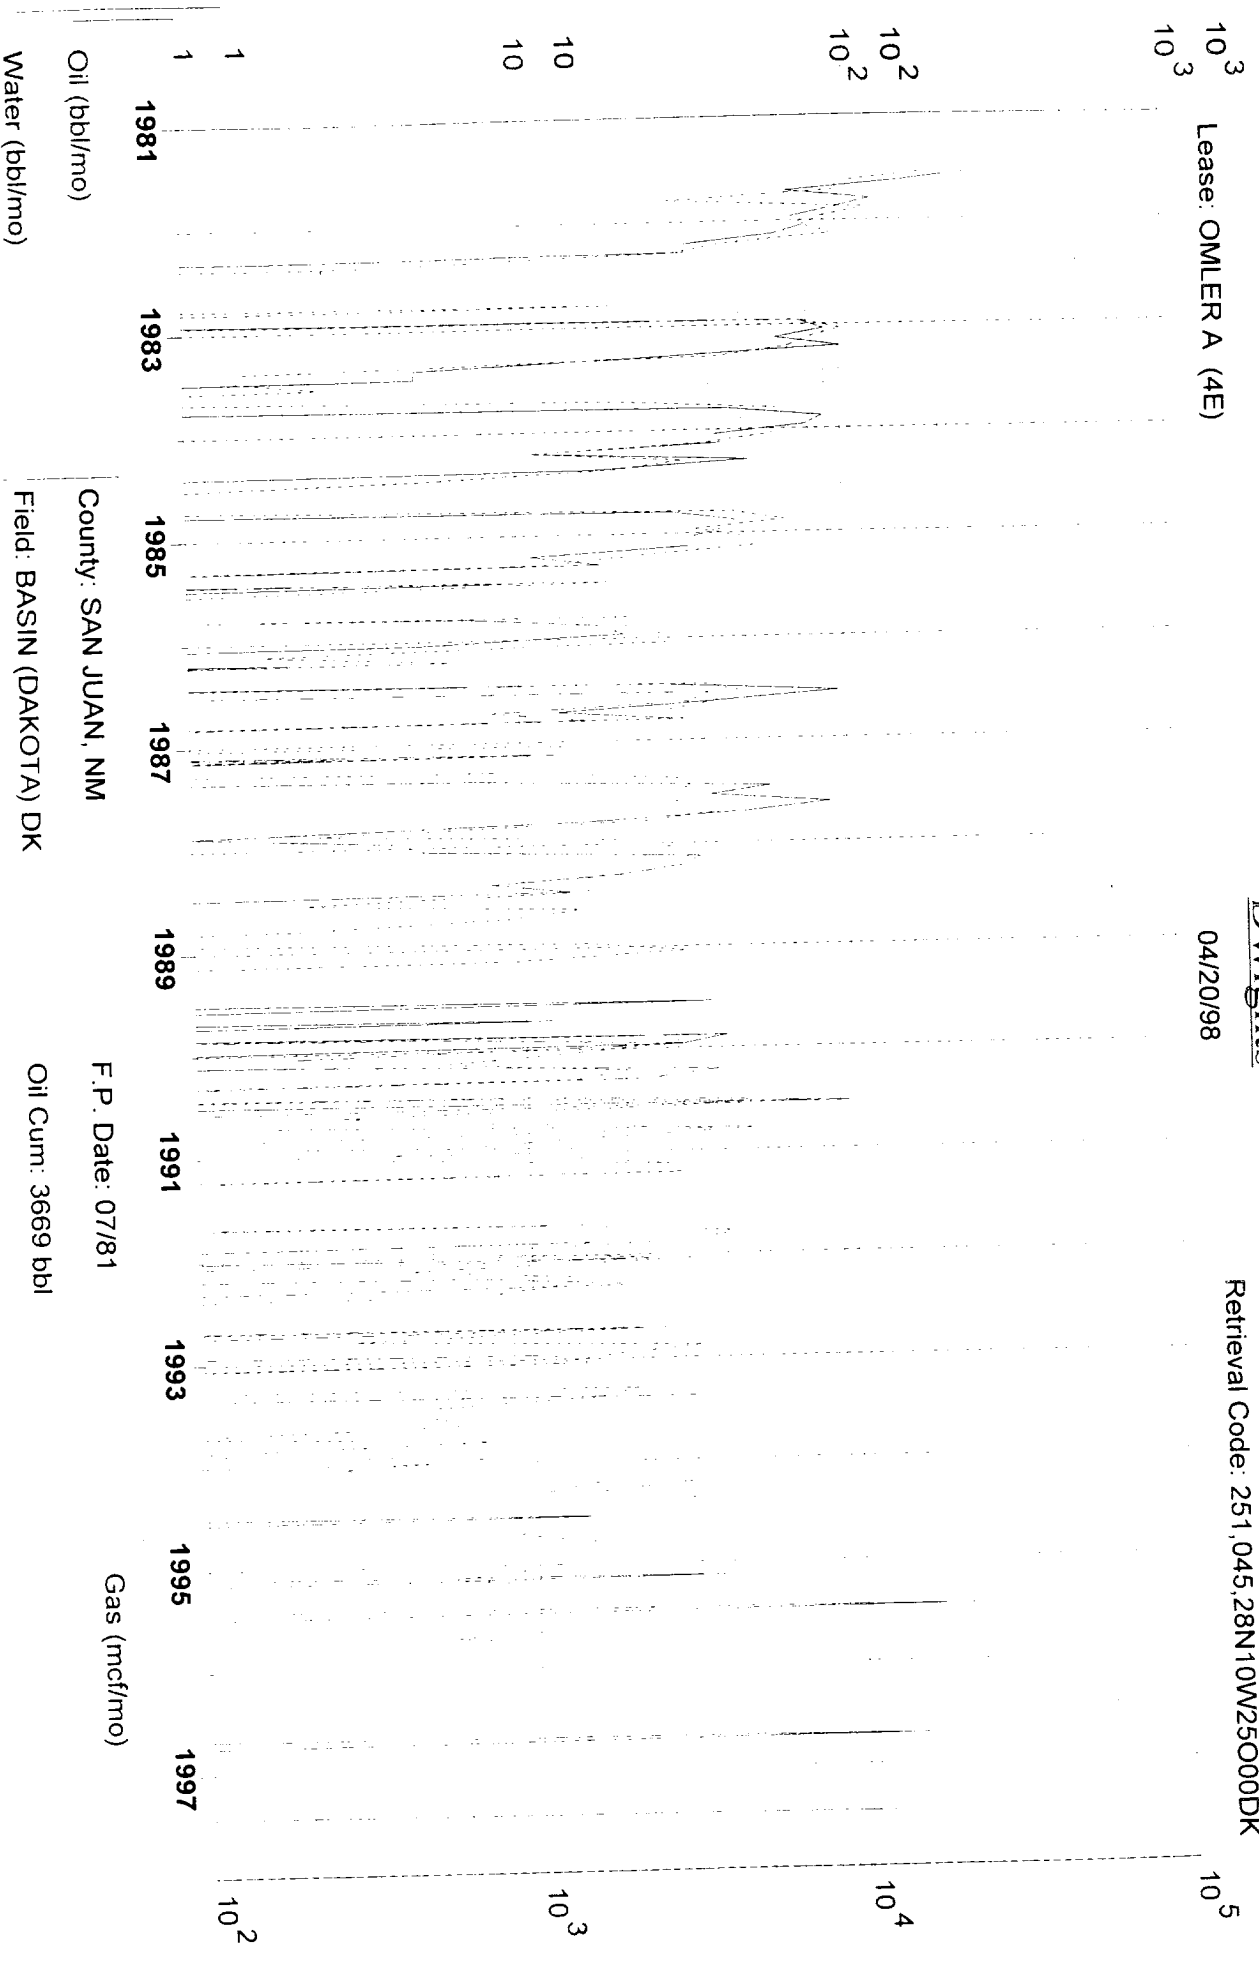 Lease: OMLER A (4E)
04/20/98
Retrieval Code: 251,045,28N10W25O00DK
10^3
10^3
10^2
10^2
10
10
1
1
10^5
10^4
10^3
10^2
1981
1983
1985
1987
1989
1991
1993
1995
1997
Oil (bbl/mo)
Water (bbl/mo)
County: SAN JUAN, NM
Field: BASIN (DAKOTA) DK
F.P. Date: 07/81
Oil Cum: 3669 bbl
Gas (mcf/mo)